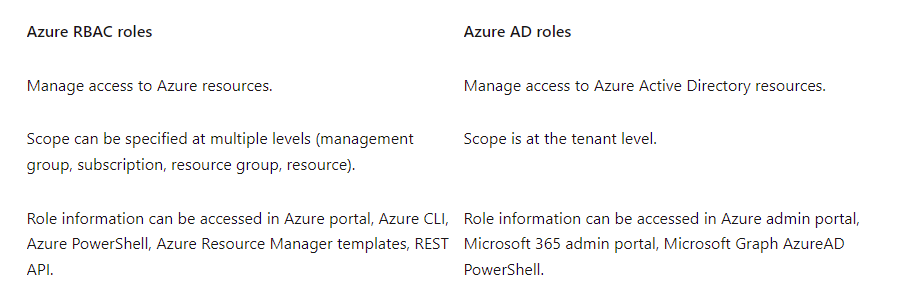 Azure RBAC roles
Azure AD roles
Manage access to Azure resources.
Manage access to Azure Active Directory resources.
Scope can be specified at multiple levels (management
group, subscription, resource group, resource).
Scope is at the tenant level.
Role information can be accessed in Azure portal, Azure CLI,
Azure PowerShell, Azure Resource Manager templates, REST
API.
Role information can be accessed in Azure admin portal,
Microsoft 365 admin portal, Microsoft Graph AzureAD
PowerShell.